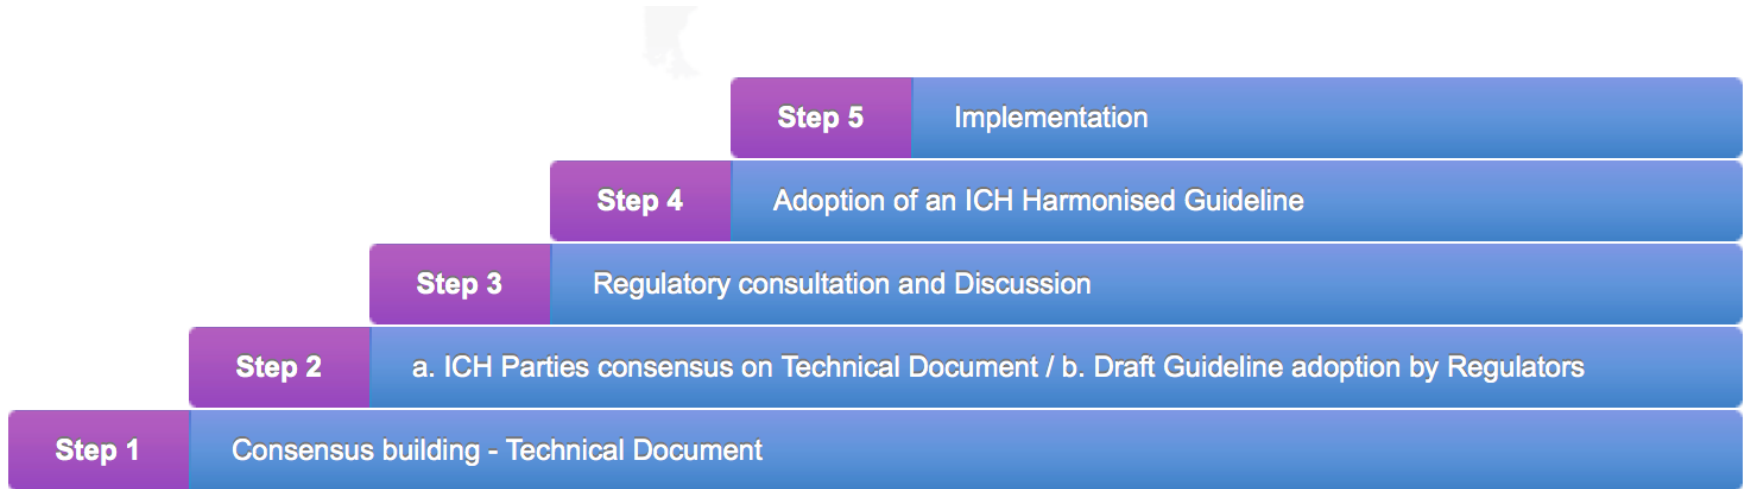 Step 5 Implementation
Step 4 Adoption of an ICH Harmonised Guideline
Step 3 Regulatory consultation and Discussion
Step 2 a. ICH Parties consensus on Technical Document / b. Draft Guideline adoption by Regulators
Step 1 Consensus building - Technical Document